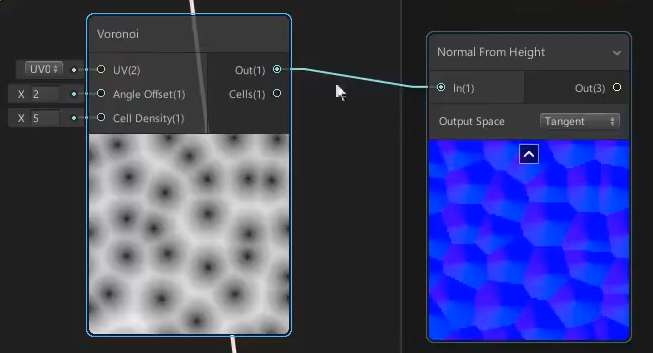 Voronoi
UV0 UV(2) Out(1)
X 2 Angle Offset(1) Cells(1)
X 5 Cell Density(1)
Normal From Height
In(1) Out(3)
Output Space Tangent